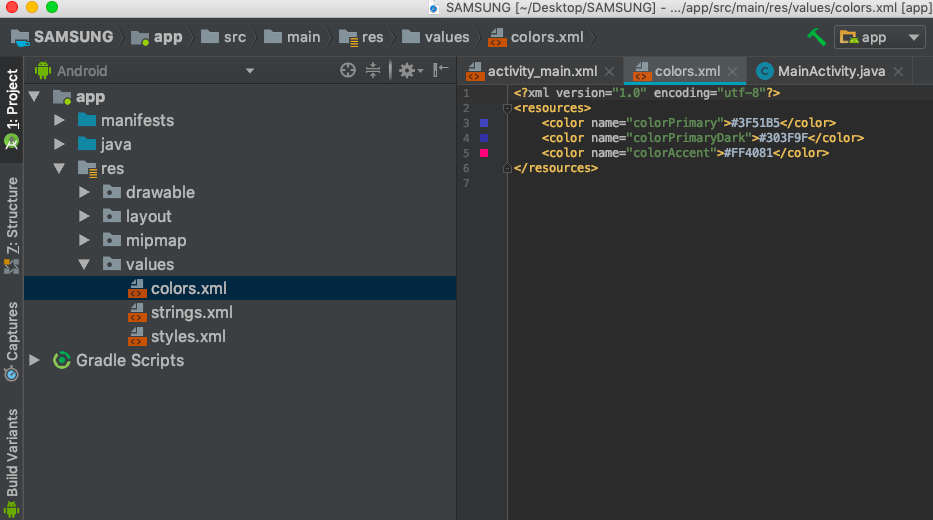 SAMSUNG [~/Desktop/SAMSUNG] - .../app/src/main/res/values/colors.xml [app]
SAMSUNG app src main res values colors.xml app
1: Project
Z: Structure
Captures
Build Variants
Android
app
manifests
java
res
drawable
layout
mipmap
values
colors.xml
strings.xml
styles.xml
Gradle Scripts
activity_main.xml colors.xml MainActivity.java
1 <?xml version="1.0" encoding="utf-8"?>
2 <resources>
3 <color name="colorPrimary">#3F51B5</color>
4 <color name="colorPrimaryDark">#303F9F</color>
5 <color name="colorAccent">#FF4081</color>
6 </resources>
7